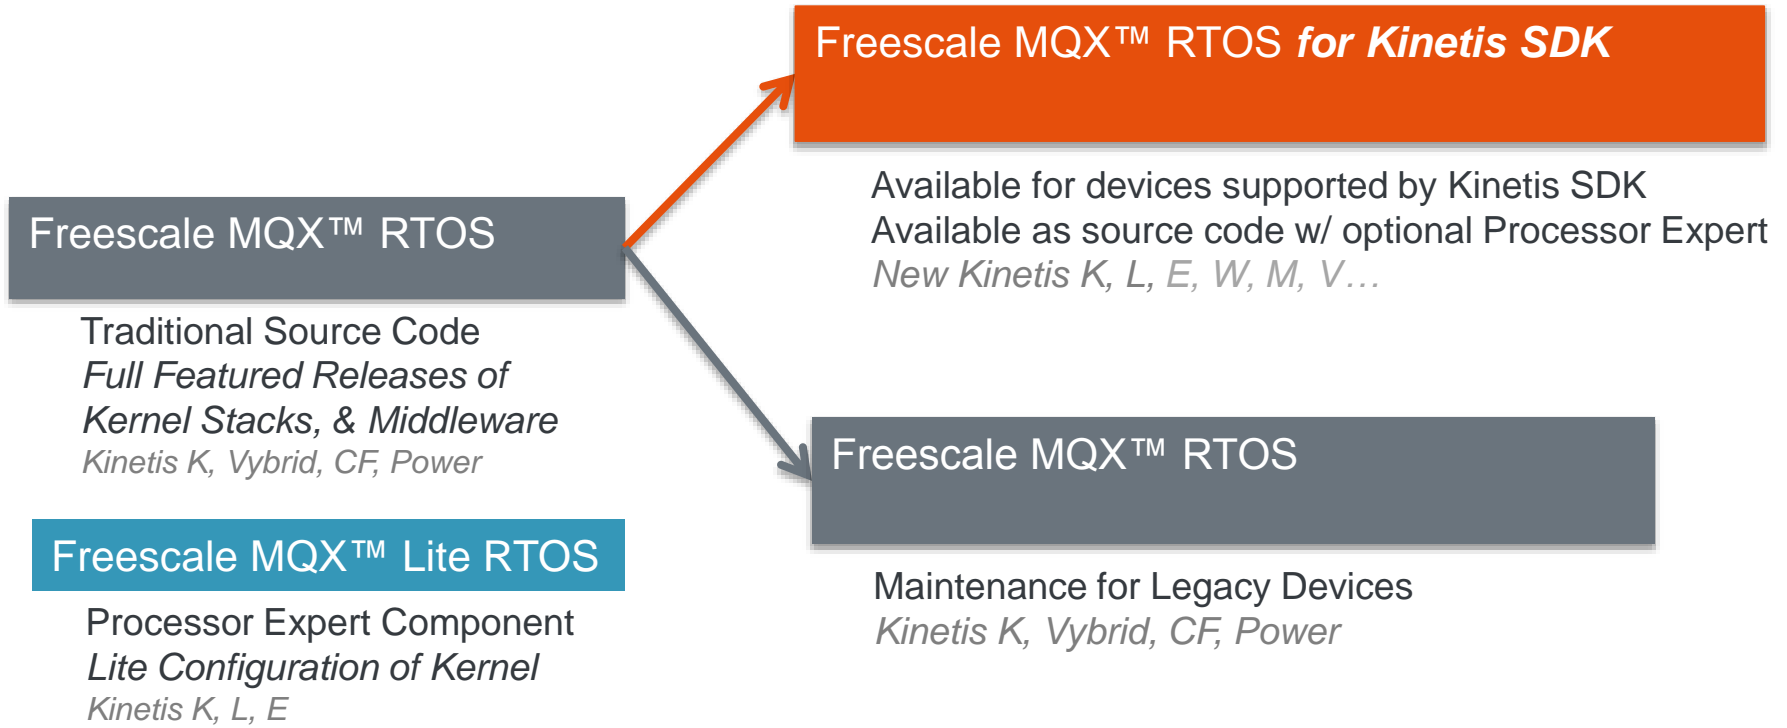 Freescale MQX™ RTOS
Traditional Source Code
Full Featured Releases of
Kernel Stacks, & Middleware
Kinetis K, Vybrid, CF, Power
Freescale MQX™ Lite RTOS
Processor Expert Component
Lite Configuration of Kernel
Kinetis K, L, E
Freescale MQX™ RTOS for Kinetis SDK
Available for devices supported by Kinetis SDK
Available as source code w/ optional Processor Expert
New Kinetis K, L, E, W, M, V…
Freescale MQX™ RTOS
Maintenance for Legacy Devices
Kinetis K, Vybrid, CF, Power